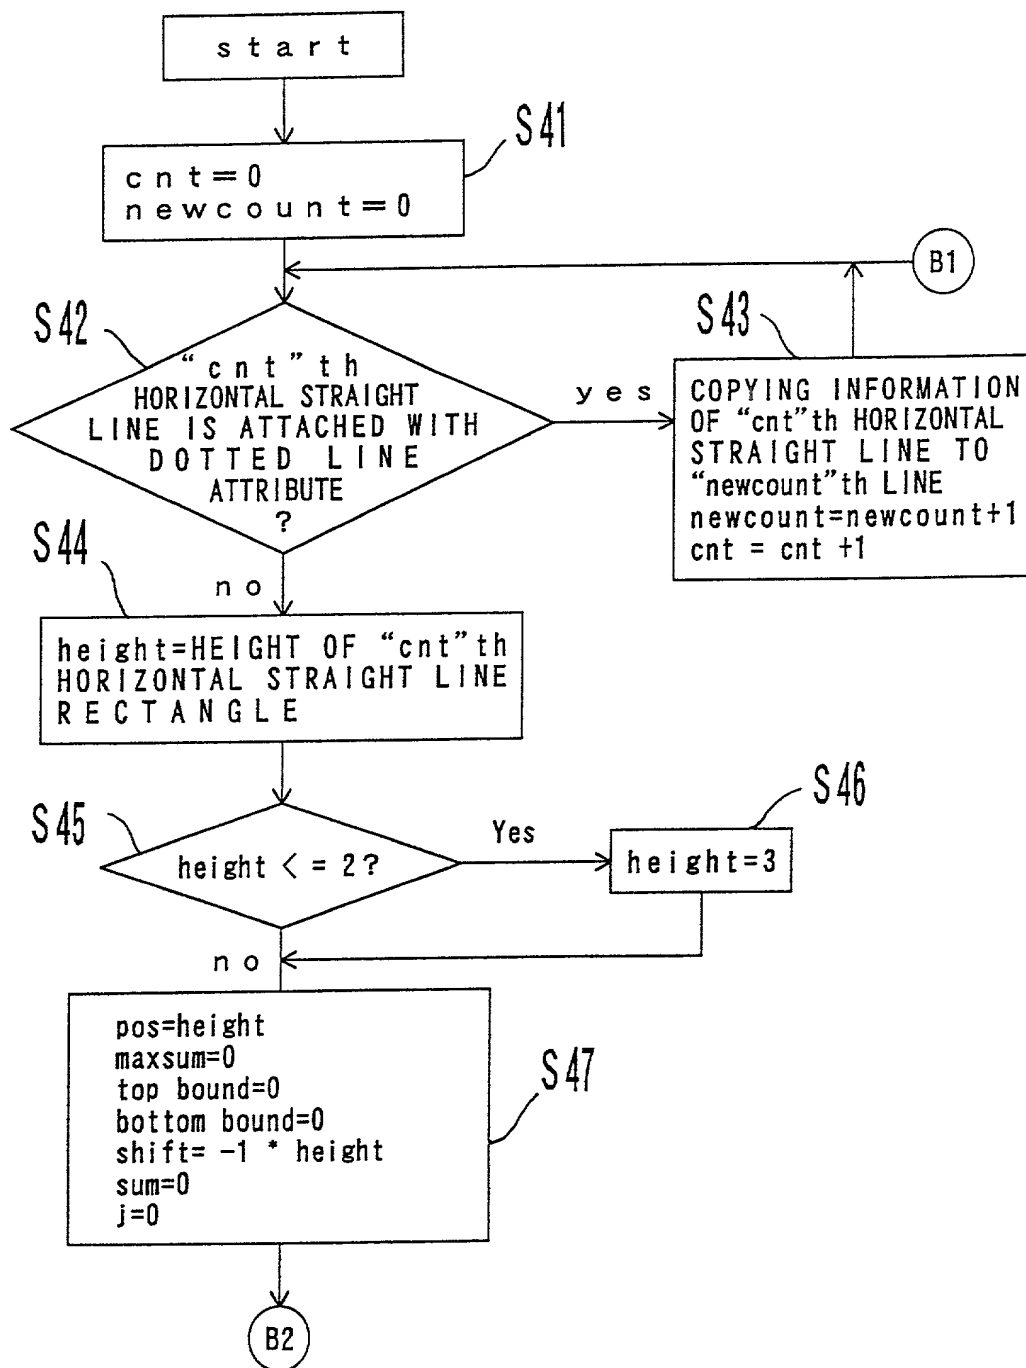 start
S41
cnt=0
newcount=0
B1
S42
S43
"cnt"th
HORIZONTAL STRAIGHT
LINE IS ATTACHED WITH
DOTTED LINE
ATTRIBUTE
?
yes
COPYING INFORMATION
OF "cnt"th HORIZONTAL
STRAIGHT LINE TO
"newcount"th LINE
newcount=newcount+1
cnt = cnt +1
S44
no
height=HEIGHT OF "cnt"th
HORIZONTAL STRAIGHT LINE
RECTANGLE
S45
height < = 2?
Yes
S46
height=3
no
pos=height
maxsum=0
top bound=0
bottom bound=0
shift= -1 * height
sum=0
j=0
S47
B2